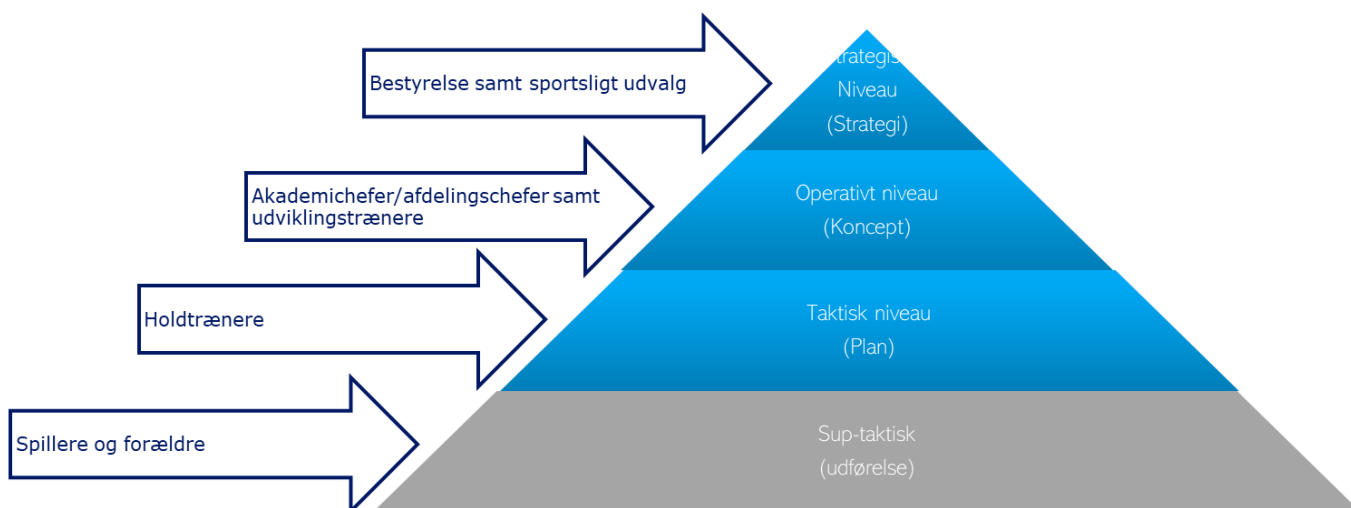 Bestyrelse samt sportsligt udvalg
Niveau
(Strategi)
Akademichefer/afdelingschefer samt
udviklingstrænere
Operativt niveau
(Koncept)
Holdtrænere
Taktisk niveau
(Plan)
Spillere og forældre
Sup-taktisk
(udførelse)